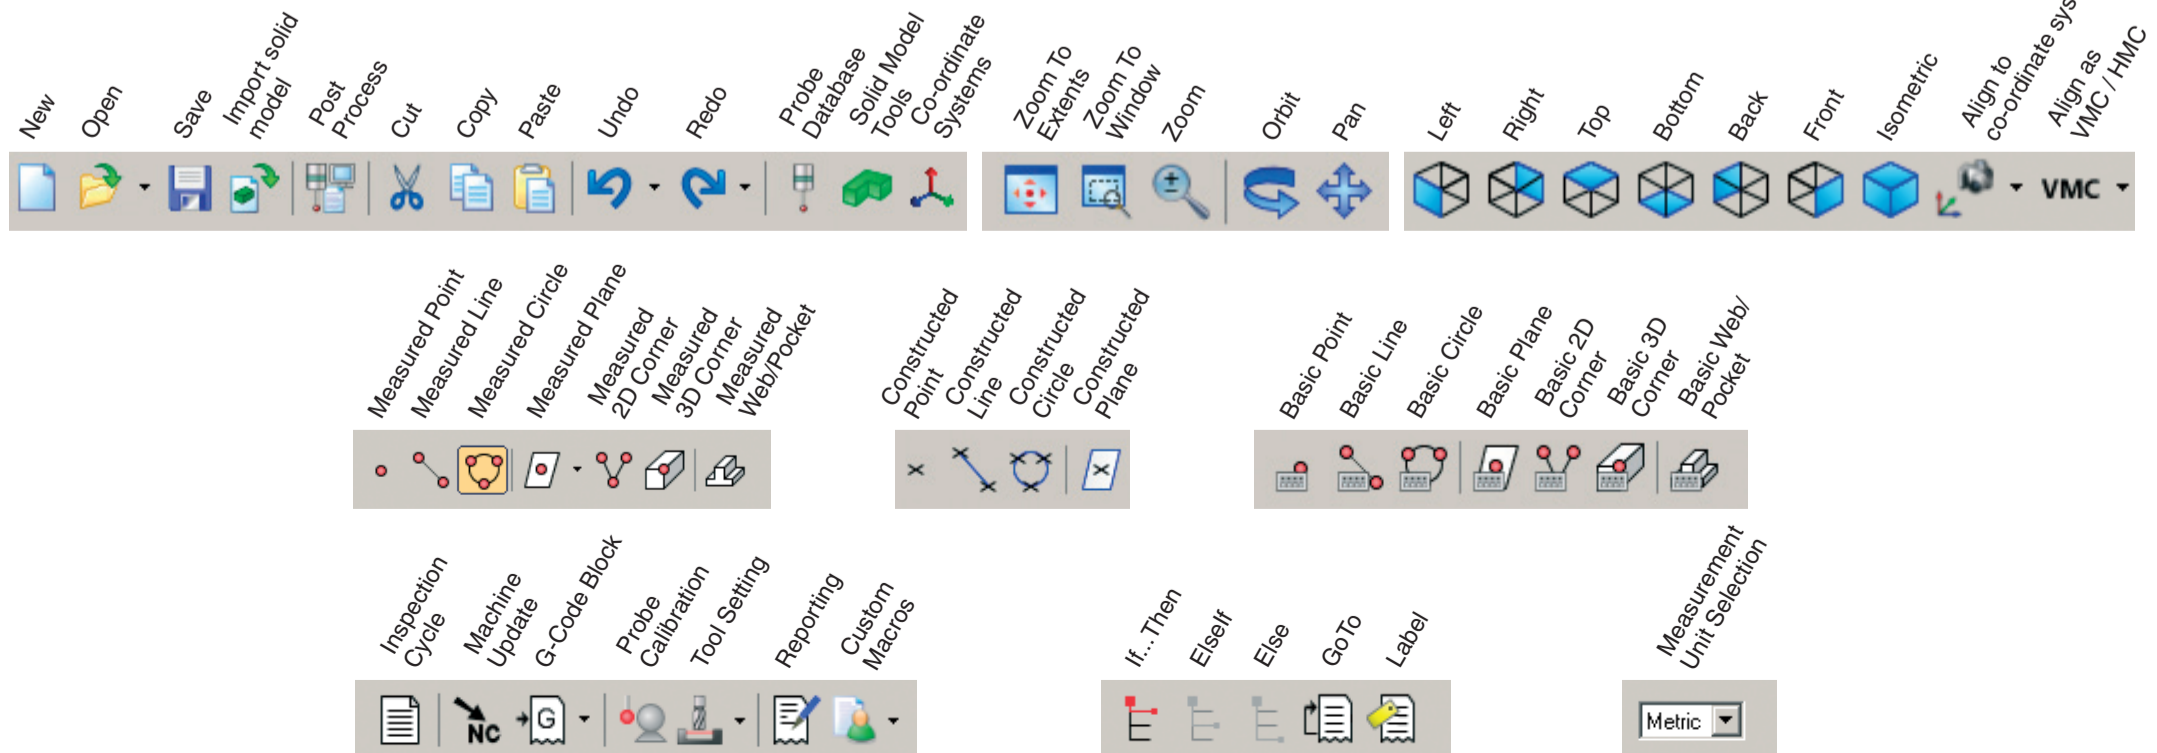 New
Open
Save
Import solid
model
Post
Process
Cut
Copy
Paste
Undo
Redo
Probe
Database
Solid Model
Tools
Co-ordinate
Systems
Zoom To
Extents
Zoom To
Window
Zoom
Orbit
Pan
Left
Right
Top
Bottom
Back
Front
Isometric
Align to
co-ordinate sys
Align as
VMC / HMC
VMC
Measured Point
Measured Line
Measured Circle
Measured Plane
Measured
2D Corner
Measured
3D Corner
Measured
Web/Pocket
Constructed
Point
Constructed
Line
Constructed
Circle
Constructed
Plane
Basic Point
Basic Line
Basic Circle
Basic Plane
Basic 2D
Corner
Basic 3D
Corner
Basic Web/
Pocket
Inspection
Cycle
Machine
Update
G-Code Block
Probe
Calibration
Tool Setting
Reporting
Custom
Macros
NC
G
If...Then
ElseIf
Else
GoTo
Label
Measurement
Unit Selection
Metric